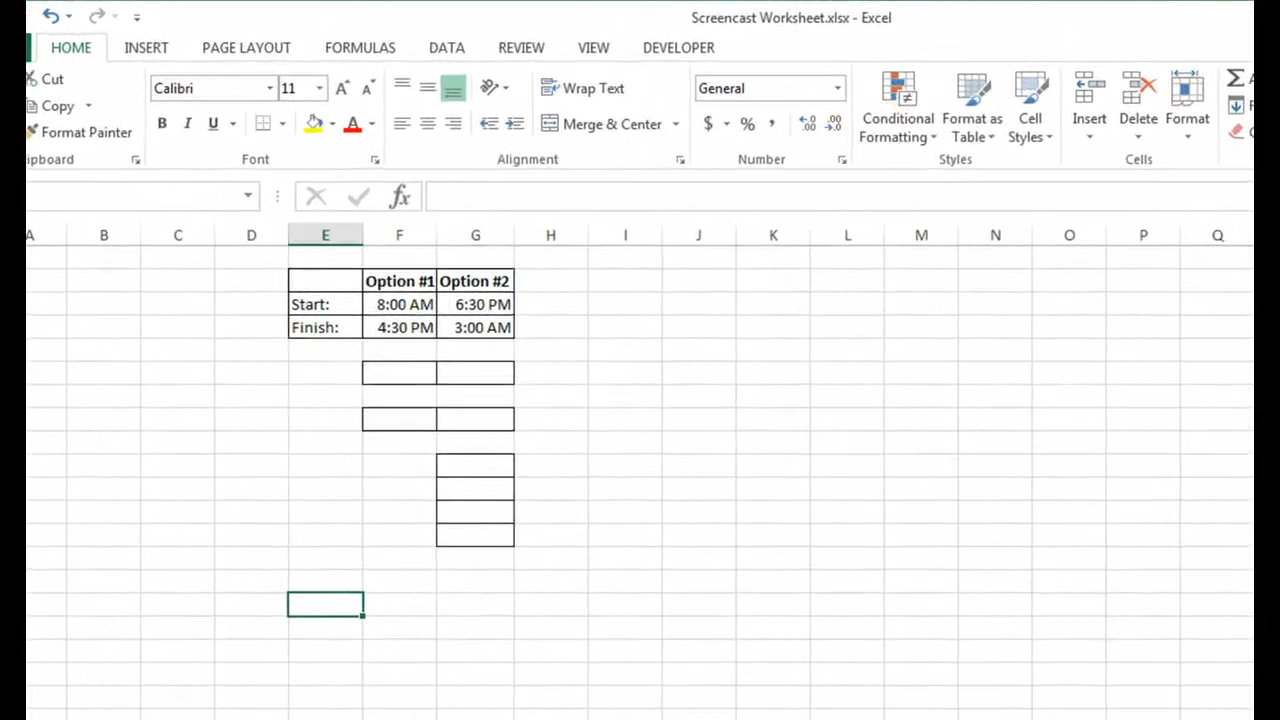 Screencast Worksheet.xlsx - Excel
HOME INSERT PAGE LAYOUT FORMULAS DATA REVIEW VIEW DEVELOPER
Cut
Copy
Format Painter
Calibri 11
B I U A
Wrap Text
Merge & Center
General
$ % ,
Conditional Formatting
Format as Table
Cell Styles
Insert
Delete
Format
ipboard Font Alignment Number Styles Cells
fx
A B C D E F G H I J K L M N O P Q
Option #1 Option #2
Start: 8:00 AM 6:30 PM
Finish: 4:30 PM 3:00 AM